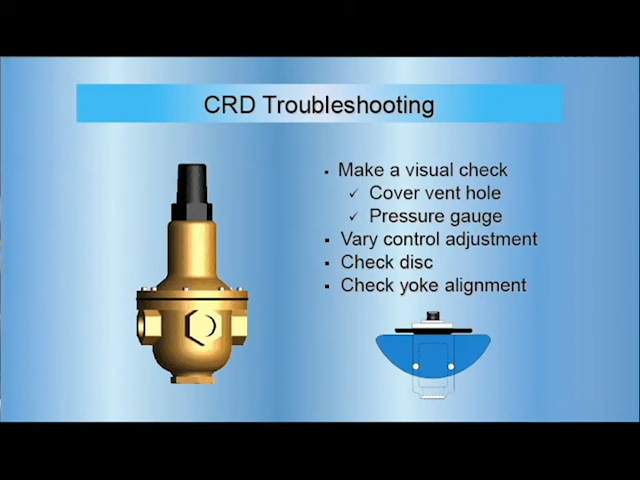 CRD Troubleshooting
▪ Make a visual check
✓ Cover vent hole
✓ Pressure gauge
▪ Vary control adjustment
▪ Check disc
▪ Check yoke alignment